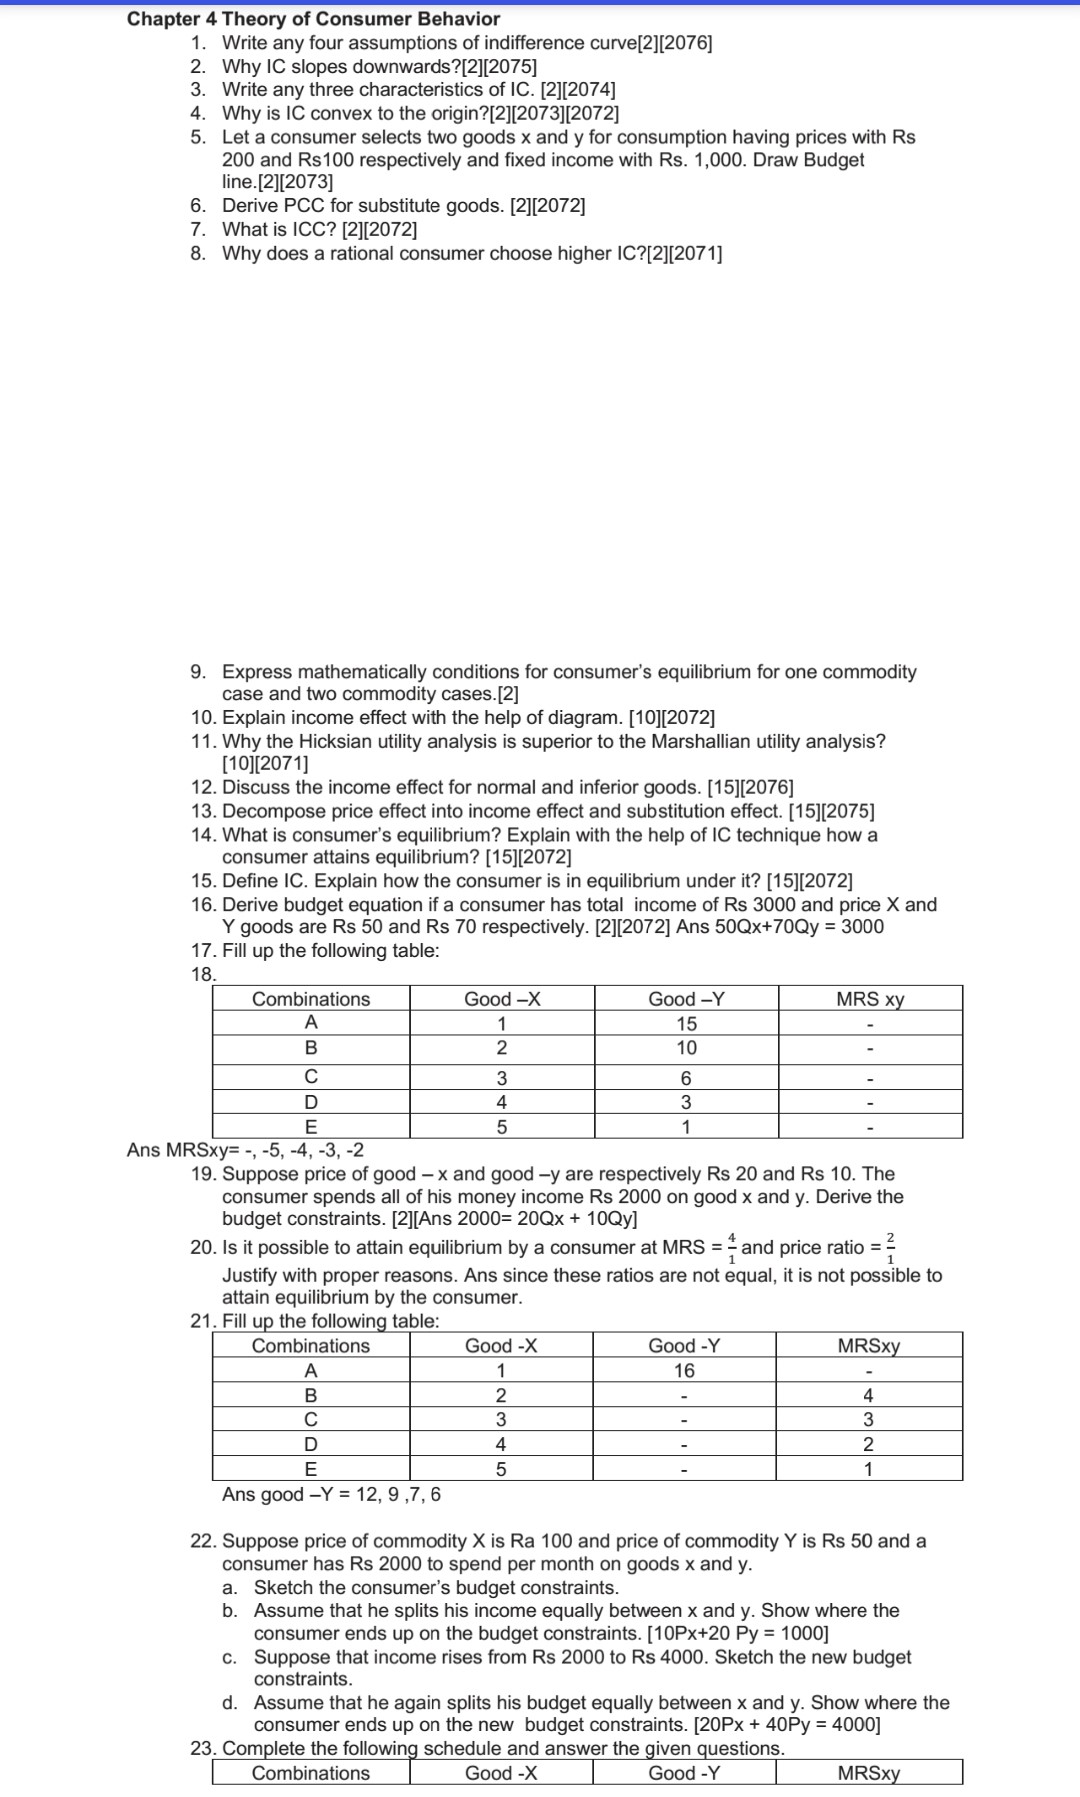 Chapter 4 Theory of Consumer Behavior
1. Write any four assumptions of indifference curve[2][2076]
2. Why IC slopes downwards?[2][2075]
3. Write any three characteristics of IC. [2][2074]
4. Why is IC convex to the origin?[2][2073][2072]
5. Let a consumer selects two goods x and y for consumption having prices with Rs
200 and Rs100 respectively and fixed income with Rs. 1,000. Draw Budget
line.[2][2073]
6. Derive PCC for substitute goods. [2][2072]
7. What is ICC? [2][2072]
8. Why does a rational consumer choose higher IC?[2][2071]
9. Express mathematically conditions for consumer's equilibrium for one commodity
case and two commodity cases.[2]
10. Explain income effect with the help of diagram. [10][2072]
11. Why the Hicksian utility analysis is superior to the Marshallian utility analysis?
[10][2071]
12. Discuss the income effect for normal and inferior goods. [15][2076]
13. Decompose price effect into income effect and substitution effect. [15][2075]
14. What is consumer's equilibrium? Explain with the help of IC technique how a
consumer attains equilibrium? [15][2072]
15. Define IC. Explain how the consumer is in equilibrium under it? [15][2072]
16. Derive budget equation if a consumer has total income of Rs 3000 and price X and
Y goods are Rs 50 and Rs 70 respectively. [2][2072] Ans 50Qx+70Qy = 3000
17. Fill up the following table:
18.
Combinations Good –X Good –Y MRS xy
A 1 15 -
B 2 10 -
C 3 6 -
D 4 3 -
E 5 1 -
Ans MRSxy= -, -5, -4, -3, -2
19. Suppose price of good – x and good –y are respectively Rs 20 and Rs 10. The
consumer spends all of his money income Rs 2000 on good x and y. Derive the
budget constraints. [2][Ans 2000= 20Qx + 10Qy]
20. Is it possible to attain equilibrium by a consumer at MRS = 4/1 and price ratio = 2/1
Justify with proper reasons. Ans since these ratios are not equal, it is not possible to
attain equilibrium by the consumer.
21. Fill up the following table:
Combinations Good -X Good -Y MRSxy
A 1 16 -
B 2 - 4
C 3 - 3
D 4 - 2
E 5 - 1
Ans good –Y = 12, 9 ,7, 6
22. Suppose price of commodity X is Ra 100 and price of commodity Y is Rs 50 and a
consumer has Rs 2000 to spend per month on goods x and y.
a. Sketch the consumer's budget constraints.
b. Assume that he splits his income equally between x and y. Show where the
consumer ends up on the budget constraints. [10Px+20 Py = 1000]
c. Suppose that income rises from Rs 2000 to Rs 4000. Sketch the new budget
constraints.
d. Assume that he again splits his budget equally between x and y. Show where the
consumer ends up on the new budget constraints. [20Px + 40Py = 4000]
23. Complete the following schedule and answer the given questions.
Combinations Good -X Good -Y MRSxy